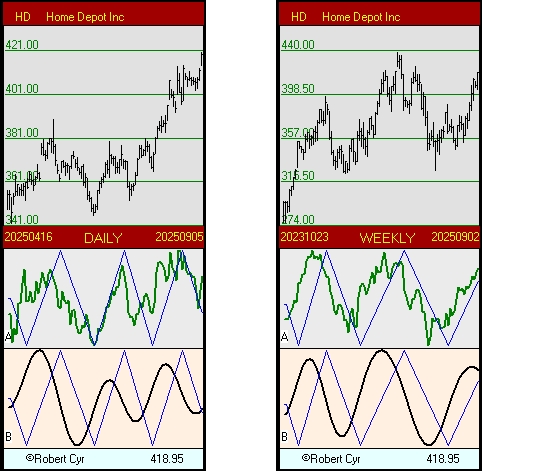 HD Home Depot Inc
421.00
401.00
381.00
361.00
341.00
20250416 DAILY 20250905
A
B
©Robert Cyr 418.95
HD Home Depot Inc
440.00
398.50
357.00
315.50
274.00
20231023 WEEKLY 20250902
A
B
©Robert Cyr 418.95